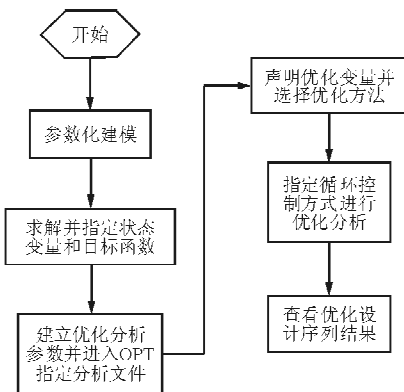 开始
参数化建模
求解并指定状态
变量和目标函数
建立优化分析
参数并进入OPT
指定分析文件
声明优化变量并
选择优化方法
指定循环控
制方式进行
优化分析
查看优化设
计序列结果